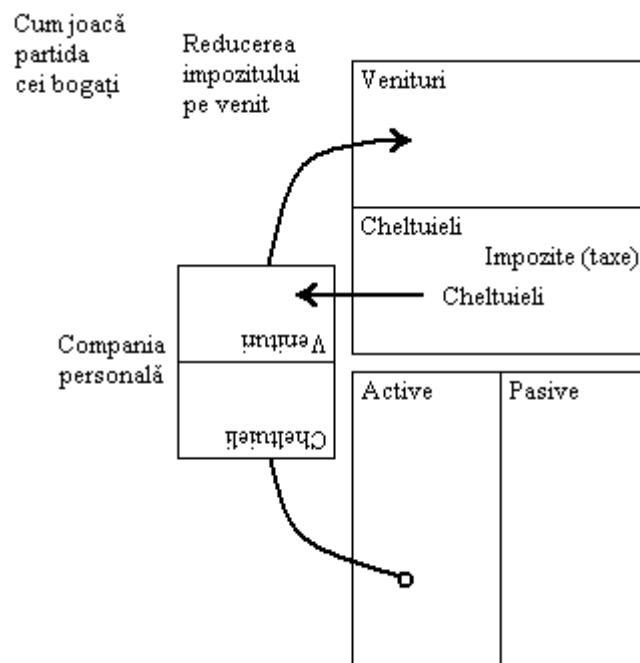 Cum joacă
partida
cei bogați
Reducerea
impozitului
pe venit
Venituri
Cheltuieli
Impozite (taxe)
Cheltuieli
Compania
personală
Venituri
Cheltuieli
Active
Pasive